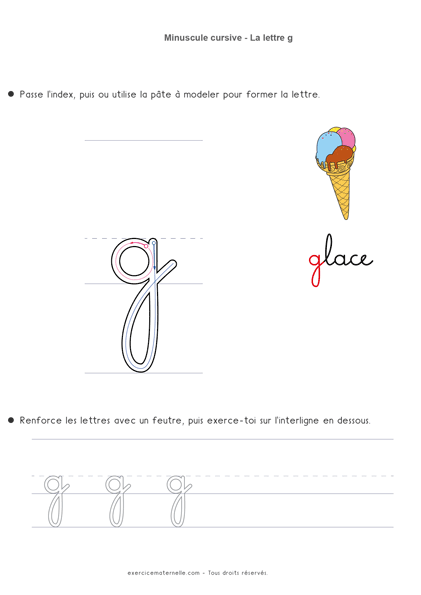 Minuscule cursive - La lettre g
● Passe l'index, puis ou utilise la pâte à modeler pour former la lettre.
g
glace
● Renforce les lettres avec un feutre, puis exerce-toi sur l'interligne en dessous.
g g g
exercicematernelle.com - Tous droits réservés.